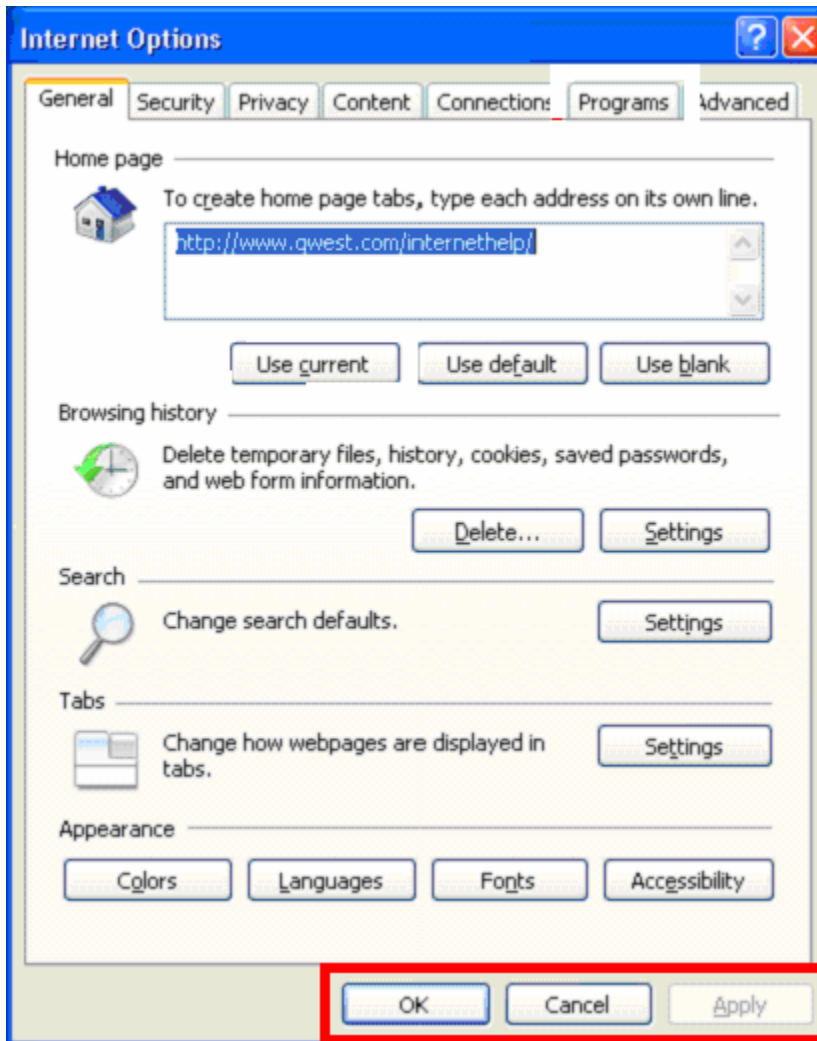 Internet Options
General Security Privacy Content Connections Programs Advanced
Home page
To create home page tabs, type each address on its own line.
http://www.qwest.com/internethelp/
Use current Use default Use blank
Browsing history
Delete temporary files, history, cookies, saved passwords,
and web form information.
Delete... Settings
Search
Change search defaults. Settings
Tabs
Change how webpages are displayed in
tabs.
Settings
Appearance
Colors Languages Fonts Accessibility
OK Cancel Apply